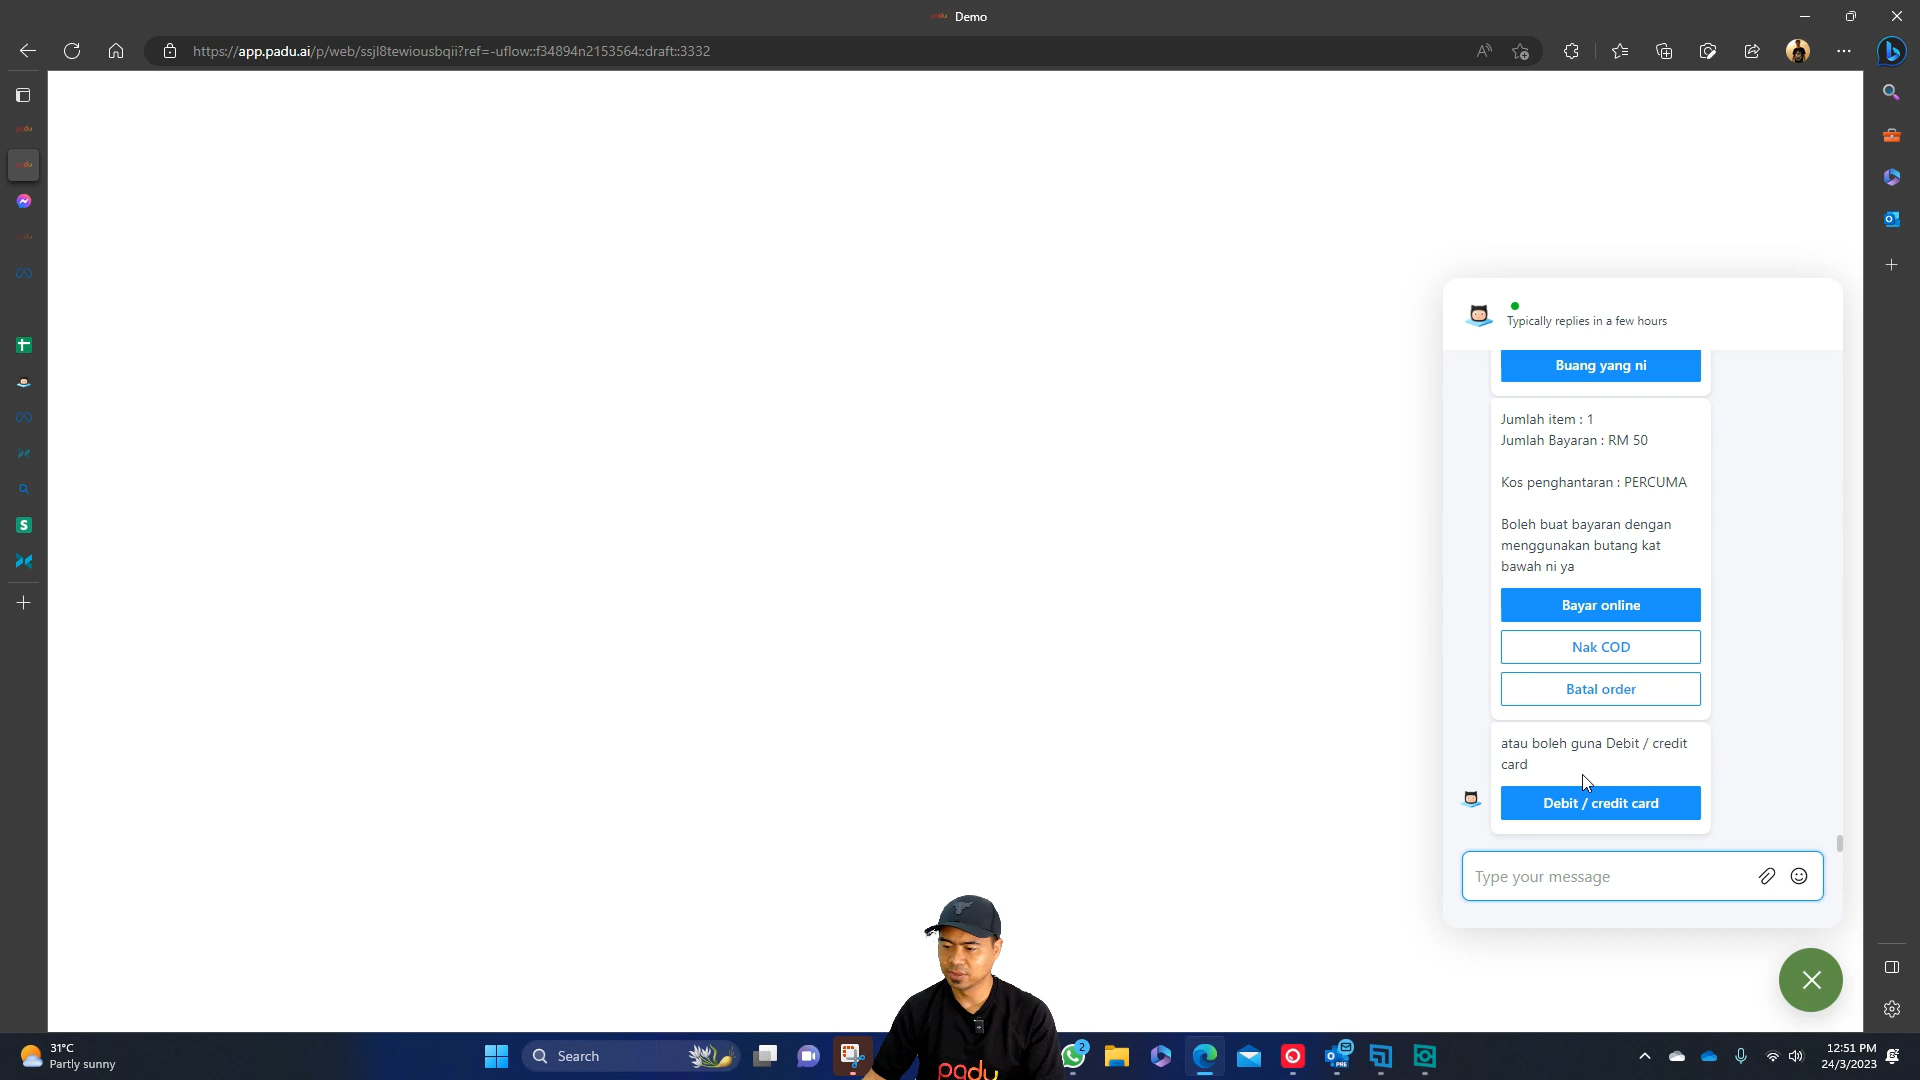 padu Demo
https://app.padu.ai/p/web/ssjl8tewiousbqii?ref=-uflow::f34894n2153564::draft::3332
Typically replies in a few hours
Buang yang ni
Jumlah item : 1
Jumlah Bayaran : RM 50
Kos penghantaran : PERCUMA
Boleh buat bayaran dengan
menggunakan butang kat
bawah ni ya
Bayar online
Nak COD
Batal order
atau boleh guna Debit / credit
card
Debit / credit card
Type your message
padu
31°C
Partly sunny
Search
2
PRE
12:51 PM
24/3/2023